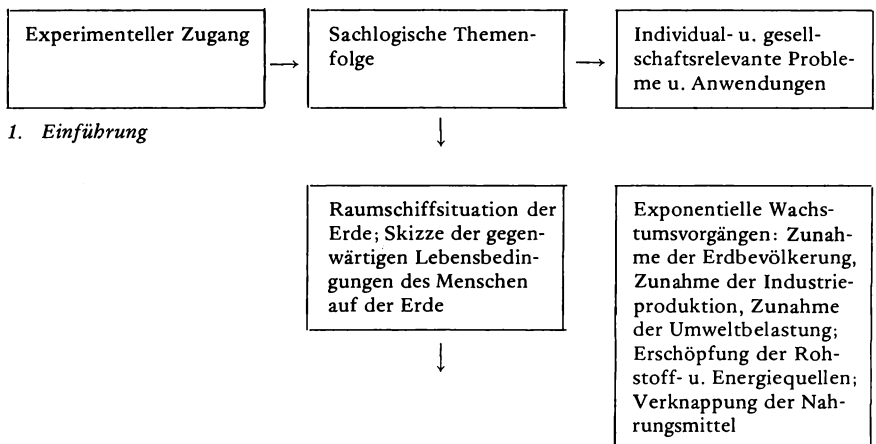 Experimenteller Zugang
Sachlogische Themen-
folge
Individual- u. gesell-
schaftsrelevante Proble-
me u. Anwendungen
1. Einführung
Raumschiffsituation der
Erde; Skizze der gegen-
wärtigen Lebensbedin-
gungen des Menschen
auf der Erde
Exponentielle Wachs-
tumsvorgängen: Zunah-
me der Erdbevölkerung,
Zunahme der Industrie-
produktion, Zunahme
der Umweltbelastung;
Erschöpfung der Roh-
stoff- u. Energiequellen;
Verknappung der Nah-
rungsmittel